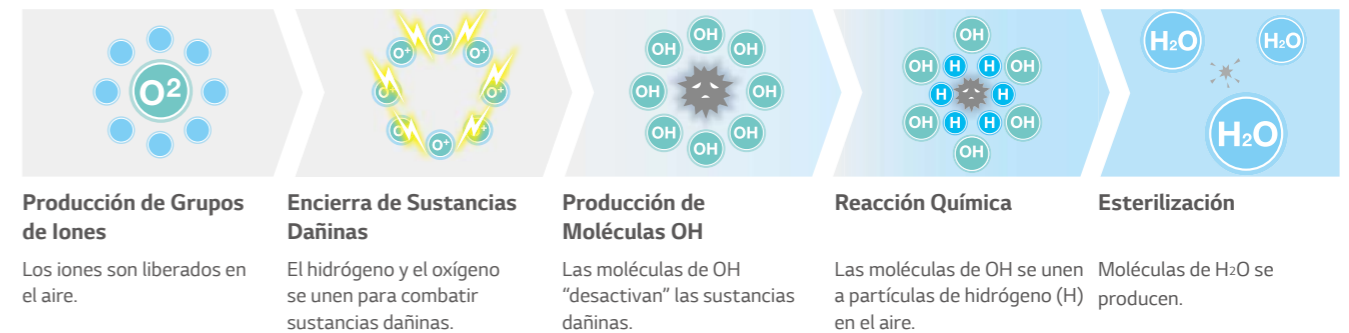 O2
O+ O+ O+
O+ O+
O+ O+ O+
OH OH OH
OH OH
OH OH OH
OH
OH H H OH
H H
OH H H OH
OH
H2O H2O
H2O
Producción de Grupos
de Iones
Los iones son liberados en
el aire.
Encierra de Sustancias
Dañinas
El hidrógeno y el oxígeno
se unen para combatir
sustancias dañinas.
Producción de
Moléculas OH
Las moléculas de OH
“desactivan” las sustancias
dañinas.
Reacción Química
Las moléculas de OH se unen
a partículas de hidrógeno (H)
en el aire.
Esterilización
Moléculas de H2O se
producen.